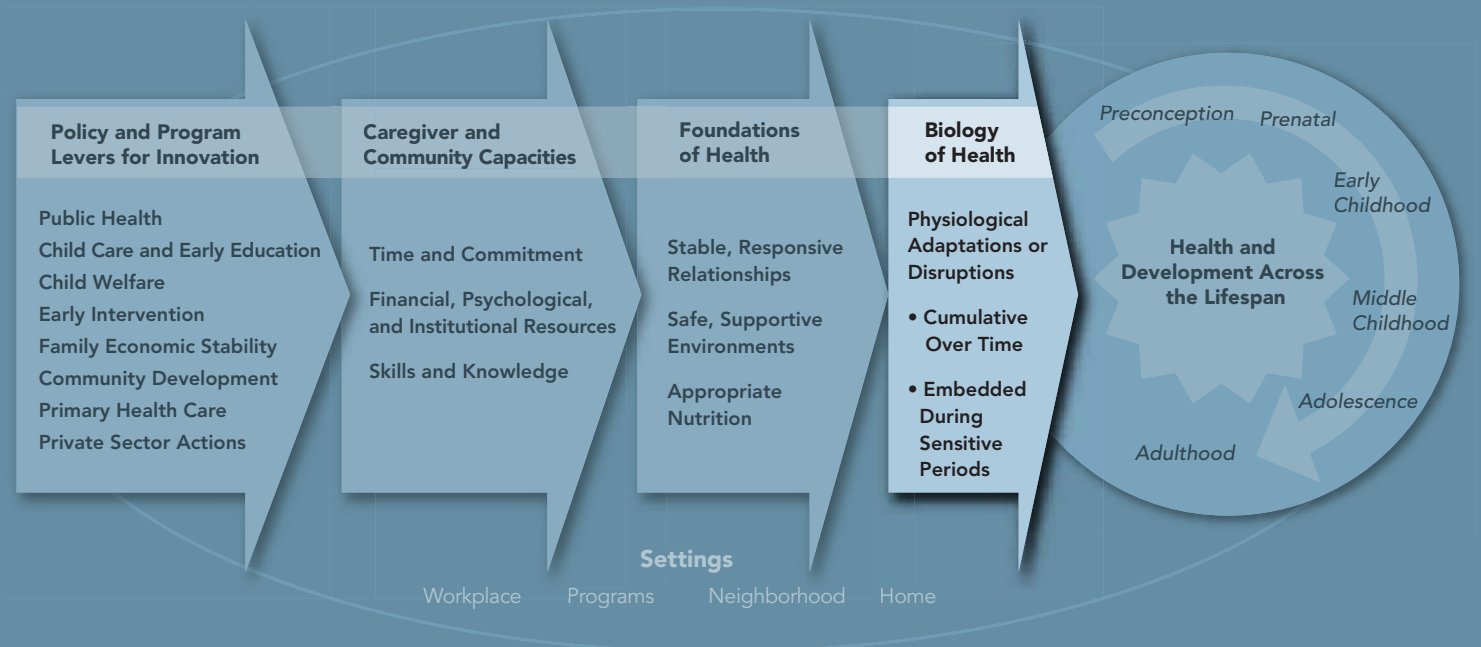 Policy and Program
Levers for Innovation
Public Health
Child Care and Early Education
Child Welfare
Early Intervention
Family Economic Stability
Community Development
Primary Health Care
Private Sector Actions
Caregiver and
Community Capacities
Time and Commitment
Financial, Psychological,
and Institutional Resources
Skills and Knowledge
Foundations
of Health
Stable, Responsive
Relationships
Safe, Supportive
Environments
Appropriate
Nutrition
Biology
of Health
Physiological
Adaptations or
Disruptions
• Cumulative
Over Time
• Embedded
During
Sensitive
Periods
Preconception
Prenatal
Early
Childhood
Middle
Childhood
Adolescence
Adulthood
Health and
Development Across
the Lifespan
Settings
Workplace Programs Neighborhood Home